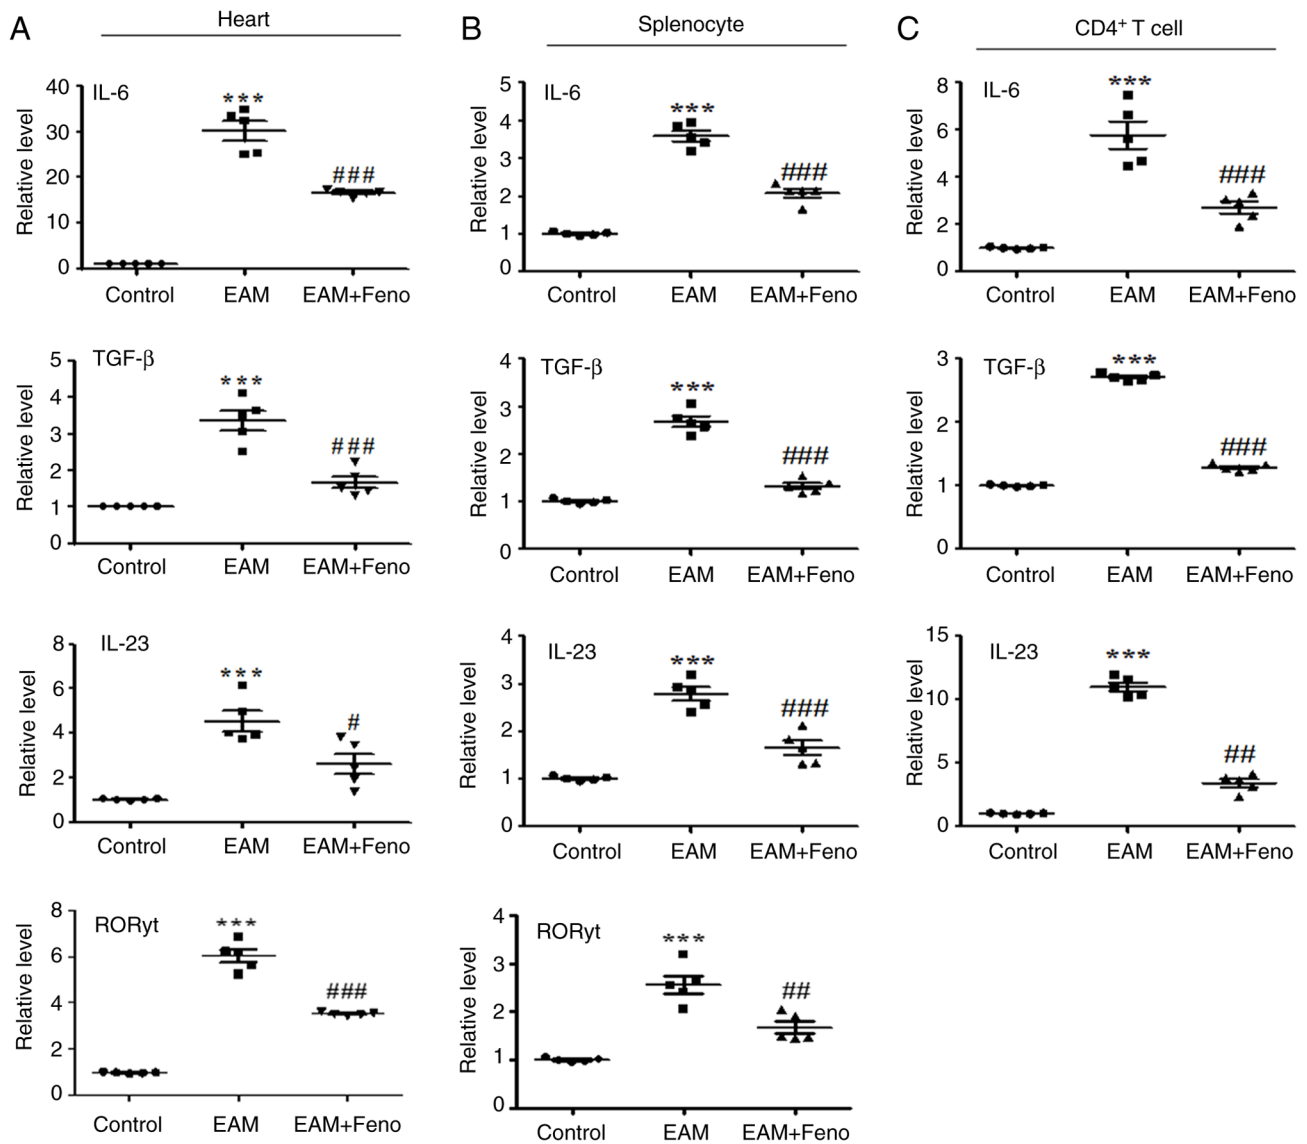 A
Heart
IL-6
Relative level
40
30
20
10
0
***
###
Control
EAM
EAM+Feno
TGF-β
Relative level
5
4
3
2
1
0
***
###
Control
EAM
EAM+Feno
IL-23
Relative level
8
6
4
2
0
***
#
Control
EAM
EAM+Feno
RORyt
Relative level
8
6
4
2
0
***
###
Control
EAM
EAM+Feno
B
Splenocyte
IL-6
Relative level
5
4
3
2
1
0
***
###
Control
EAM
EAM+Feno
TGF-β
Relative level
4
3
2
1
0
***
###
Control
EAM
EAM+Feno
IL-23
Relative level
4
3
2
1
0
***
###
Control
EAM
EAM+Feno
RORyt
Relative level
4
3
2
1
0
***
##
Control
EAM
EAM+Feno
C
CD4⁺ T cell
IL-6
Relative level
8
6
4
2
0
***
###
Control
EAM
EAM+Feno
TGF-β
Relative level
3
2
1
0
***
###
Control
EAM
EAM+Feno
IL-23
Relative level
15
10
5
0
***
##
Control
EAM
EAM+Feno